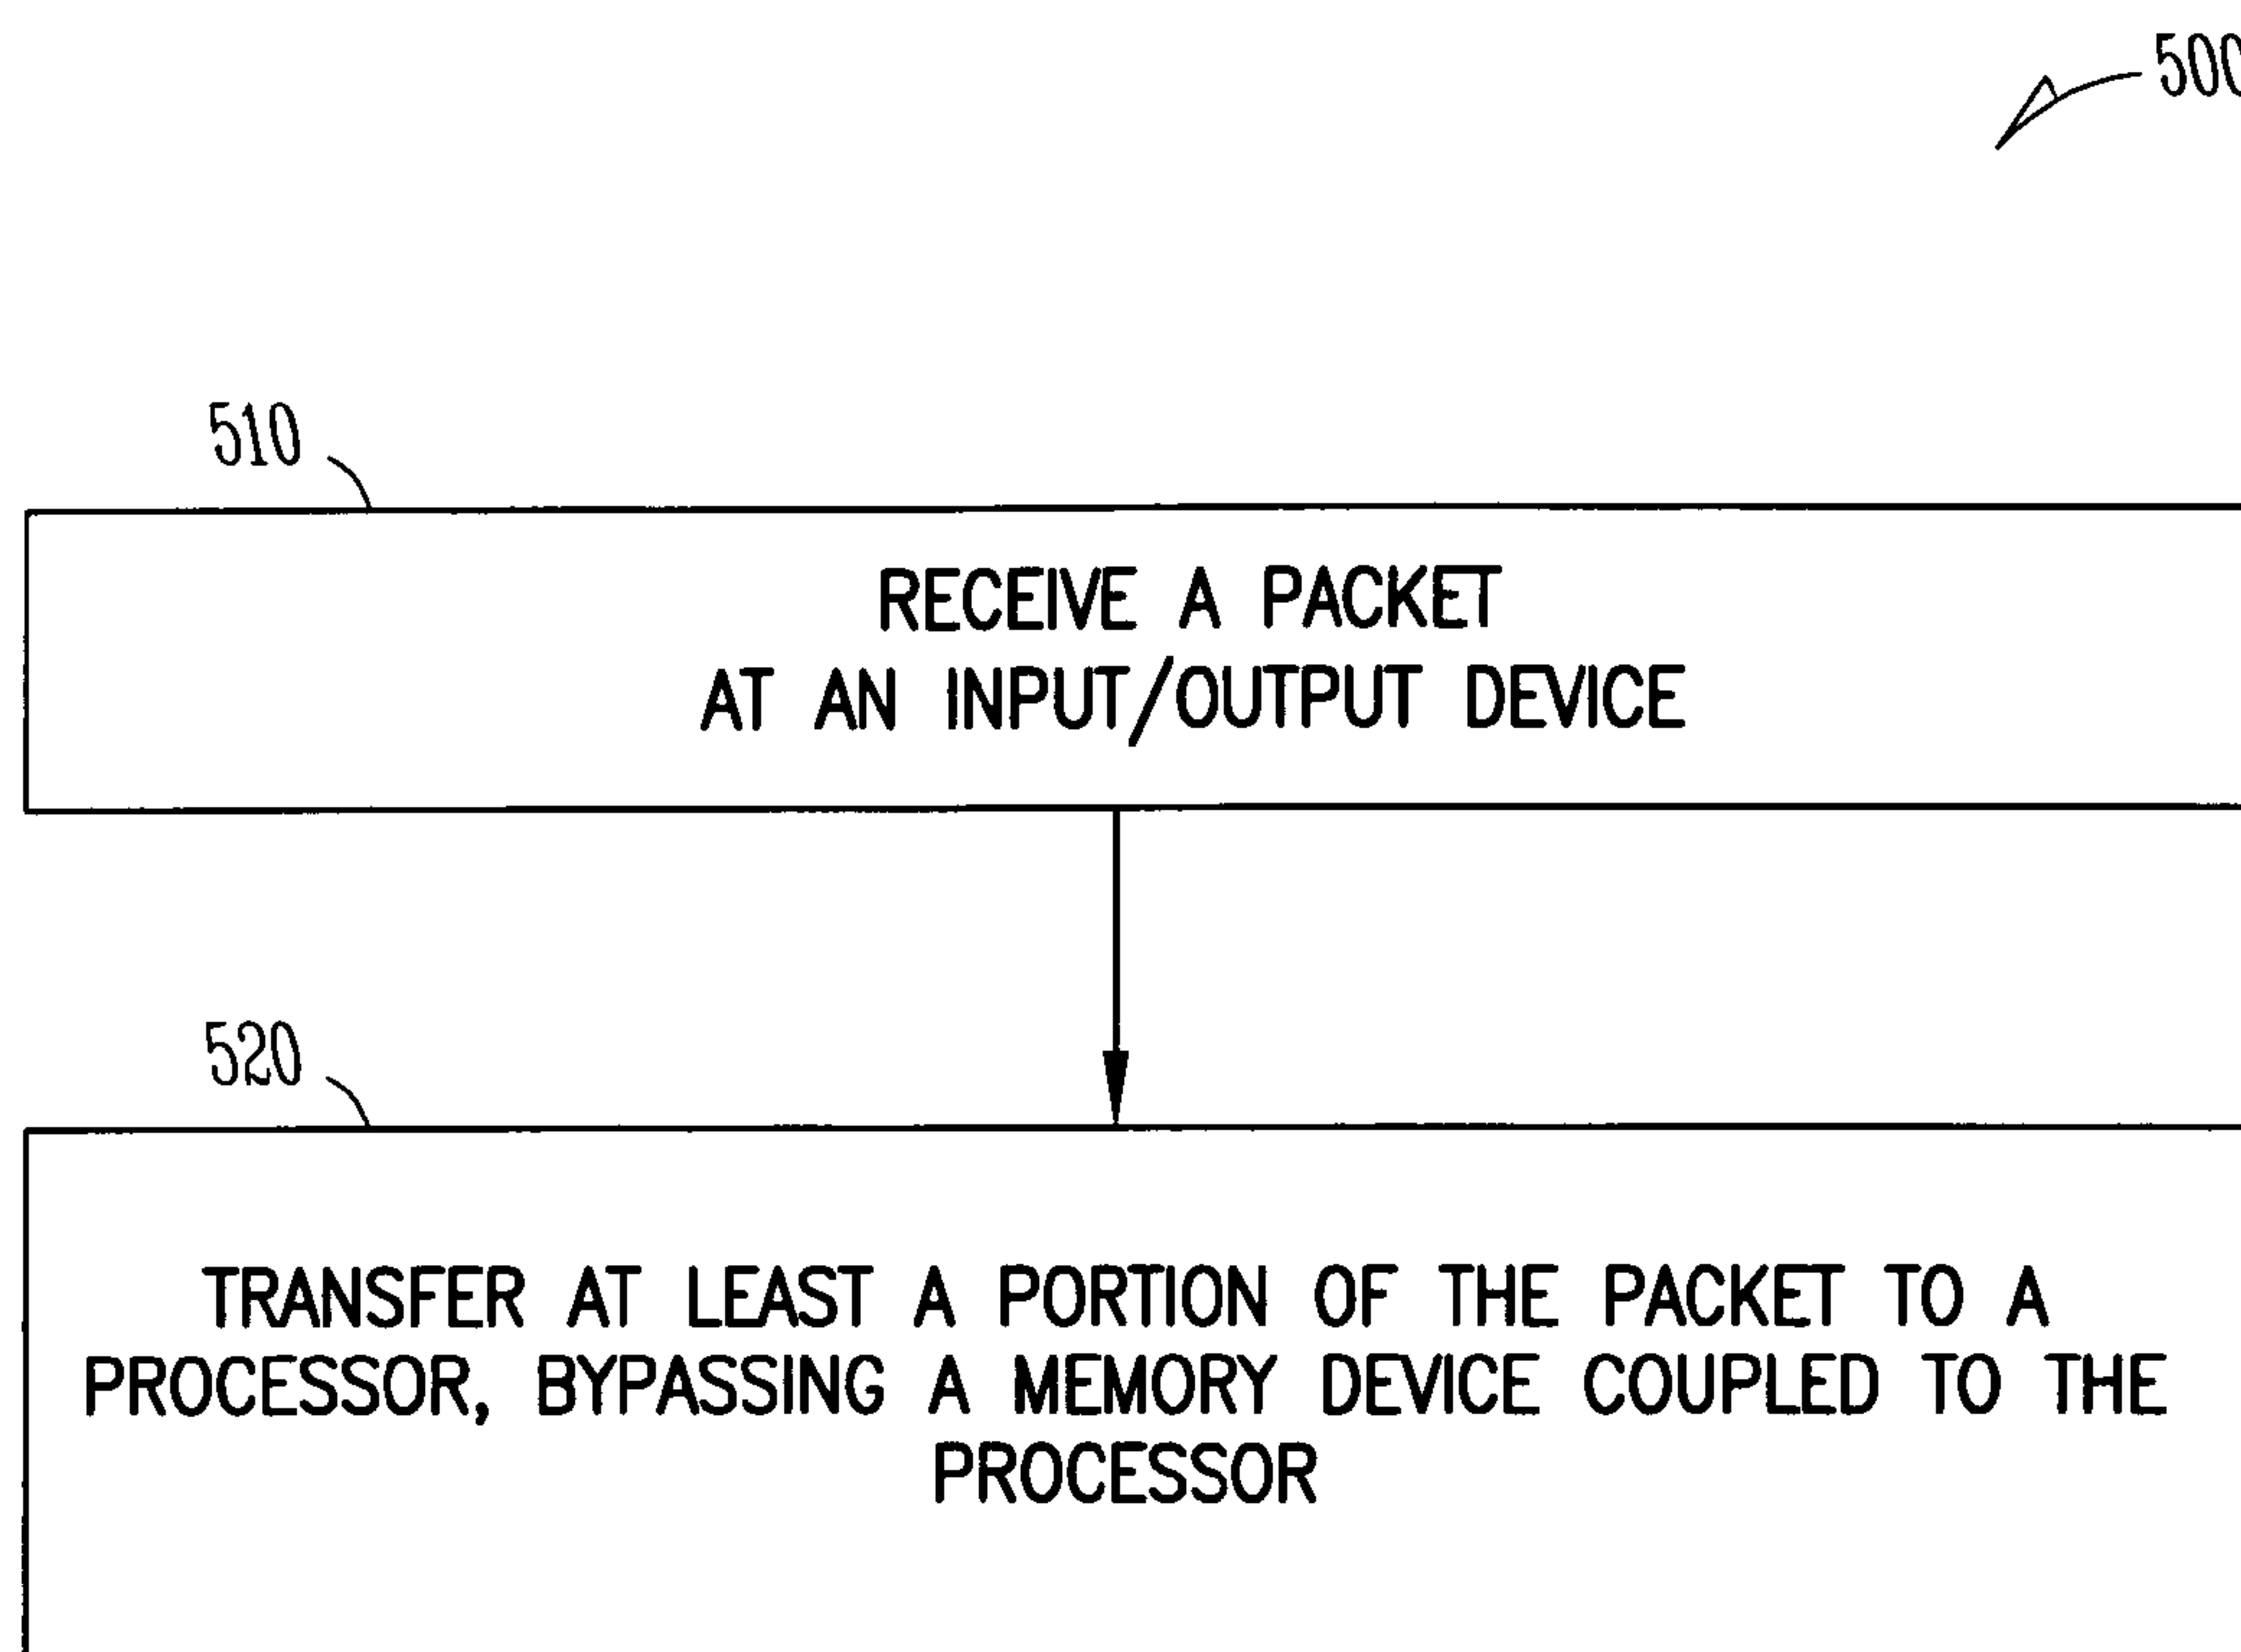 500
510
RECEIVE A PACKET
AT AN INPUT/OUTPUT DEVICE
520
TRANSFER AT LEAST A PORTION OF THE PACKET TO A
PROCESSOR, BYPASSING A MEMORY DEVICE COUPLED TO THE
PROCESSOR